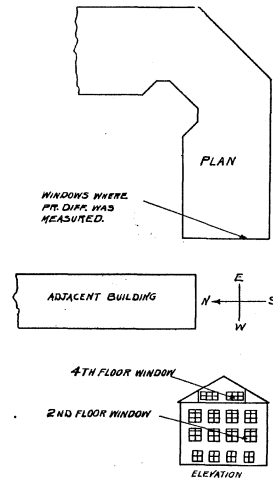 PLAN
WINDOWS WHERE
PR. DIFF. WAS
MEASURED.
ADJACENT BUILDING
E
N
S
W
4TH FLOOR WINDOW
2ND FLOOR WINDOW
ELEVATION